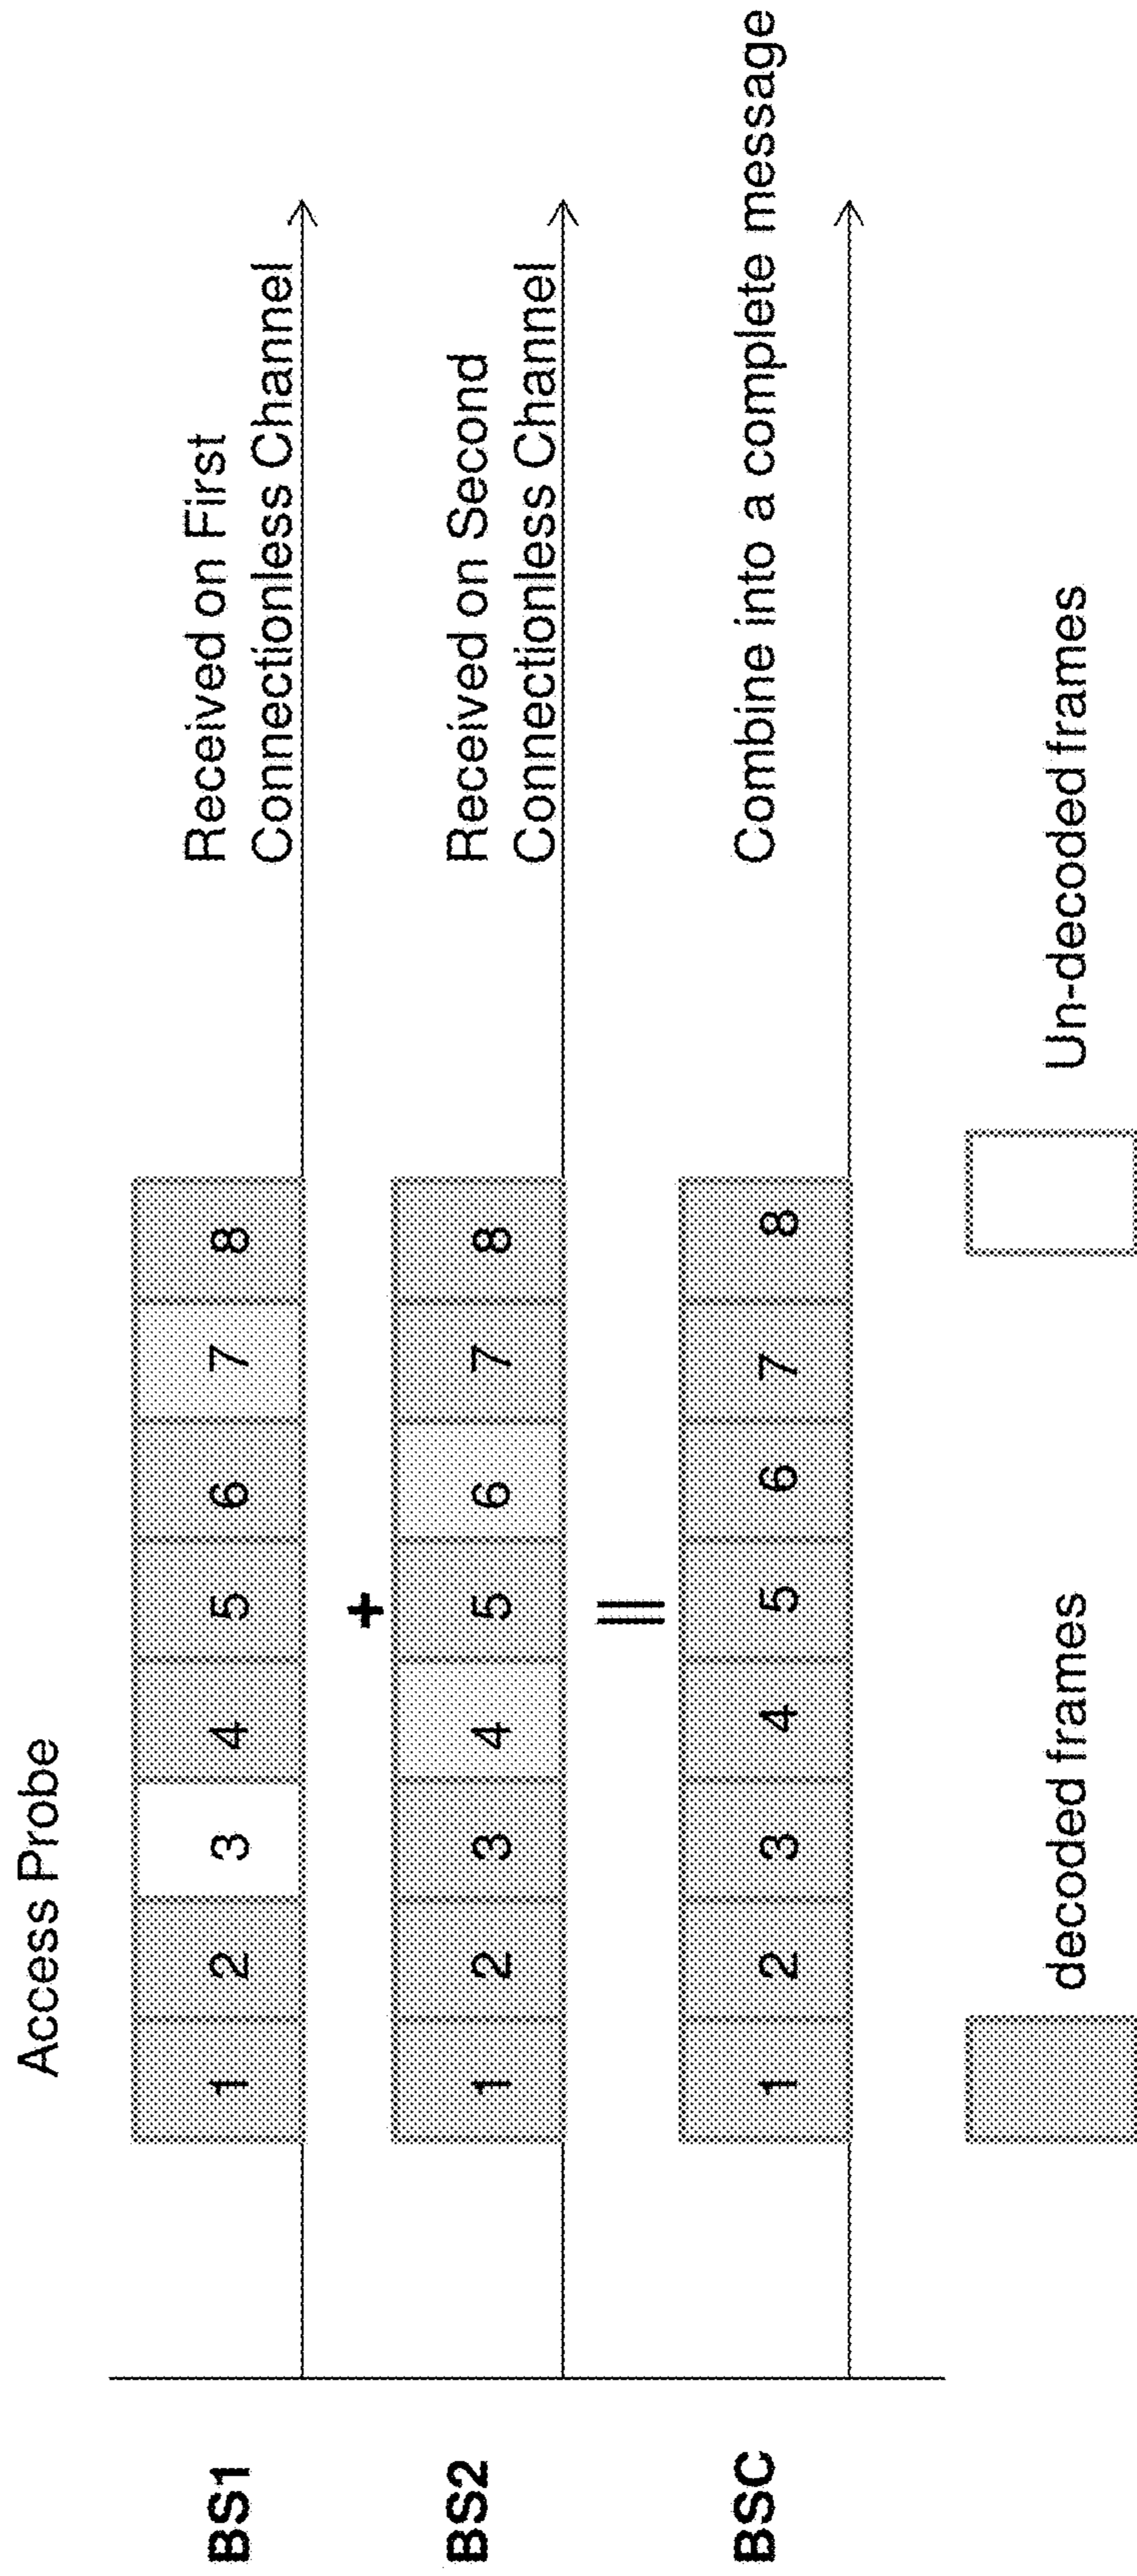 Access Probe
BS1
1 2 3 4 5 6 7 8
Received on First
Connectionless Channel
+
BS2
1 2 3 4 5 6 7 8
Received on Second
Connectionless Channel
BSC
1 2 3 4 5 6 7 8
Combine into a complete message
decoded frames
Un-decoded frames